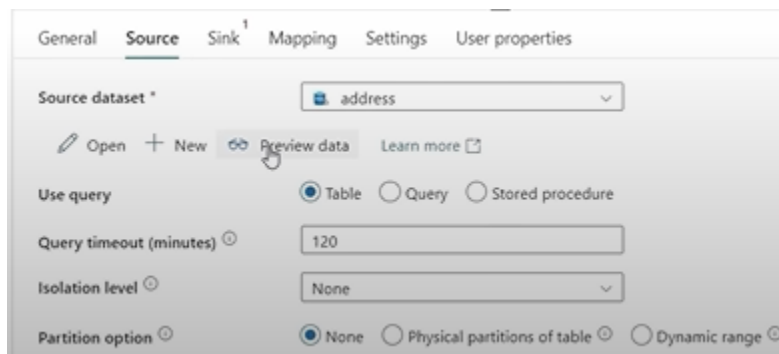 General Source Sink 1 Mapping Settings User properties
Source dataset * address
Open New Preview data Learn more
Use query Table Query Stored procedure
Query timeout (minutes) 120
Isolation level None
Partition option None Physical partitions of table Dynamic range